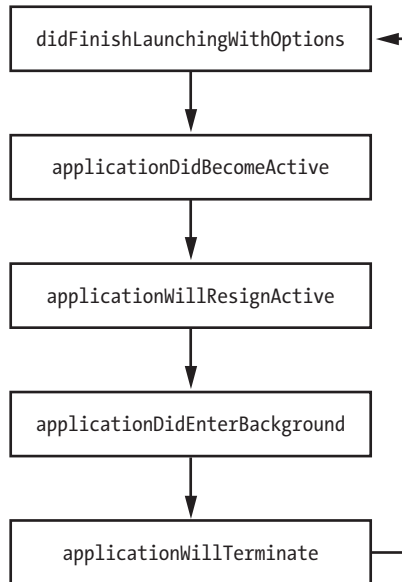 didFinishLaunchingWithOptions
applicationDidBecomeActive
applicationWillResignActive
applicationDidEnterBackground
applicationWillTerminate